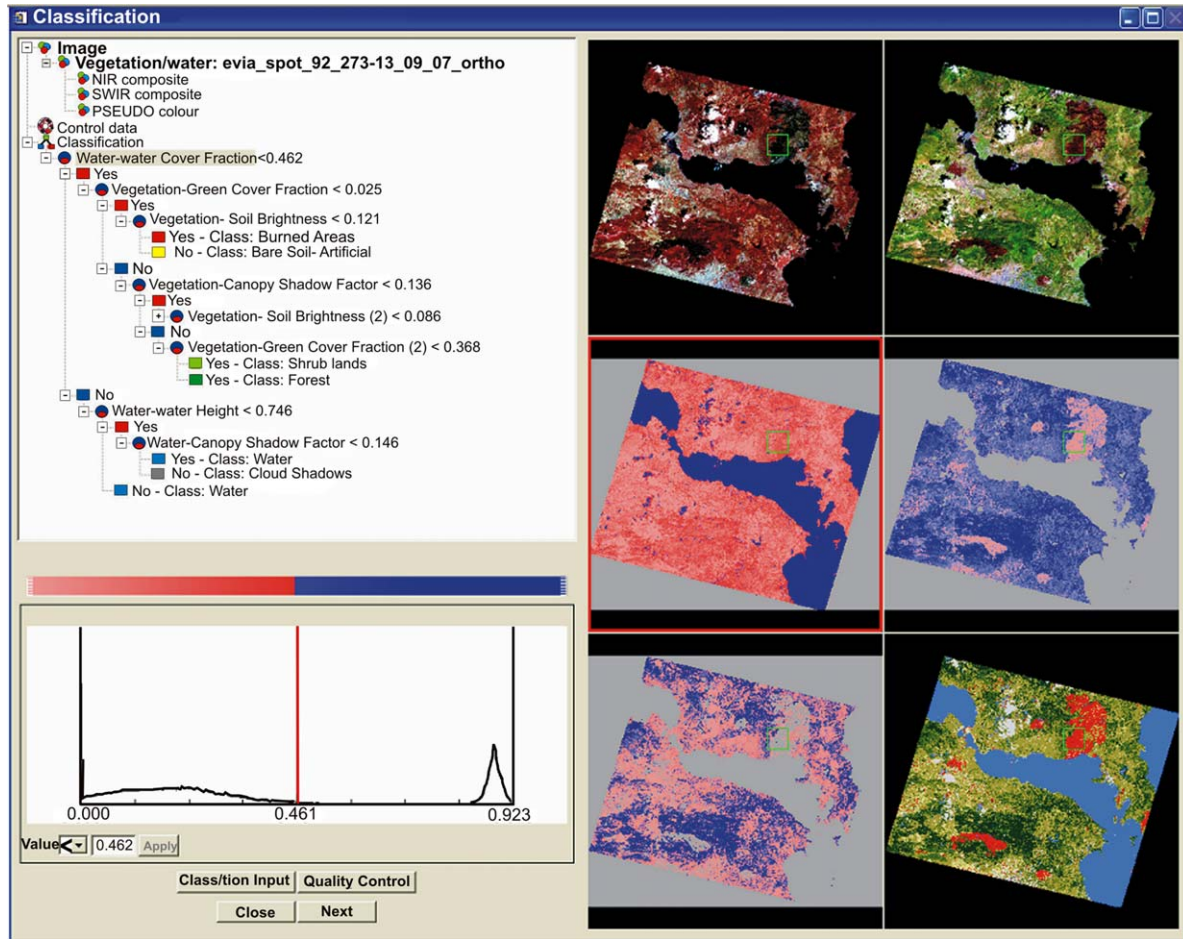 Classification
Image
Vegetation/water: evia_spot_92_273-13_09_07_ortho
NIR composite
SWIR composite
PSEUDO colour
Control data
Classification
Water-water Cover Fraction<0.462
Yes
Vegetation-Green Cover Fraction < 0.025
Yes
Vegetation- Soil Brightness < 0.121
Yes - Class: Burned Areas
No - Class: Bare Soil- Artificial
No
Vegetation-Canopy Shadow Factor < 0.136
Yes
Vegetation- Soil Brightness (2) < 0.086
No
Vegetation-Green Cover Fraction (2) < 0.368
Yes - Class: Shrub lands
Yes - Class: Forest
No
Water-water Height < 0.746
Yes
Water-Canopy Shadow Factor < 0.146
Yes - Class: Water
No - Class: Cloud Shadows
No - Class: Water
0.000 0.461 0.923
Value < 0.462 Apply
Class/tion Input Quality Control
Close Next